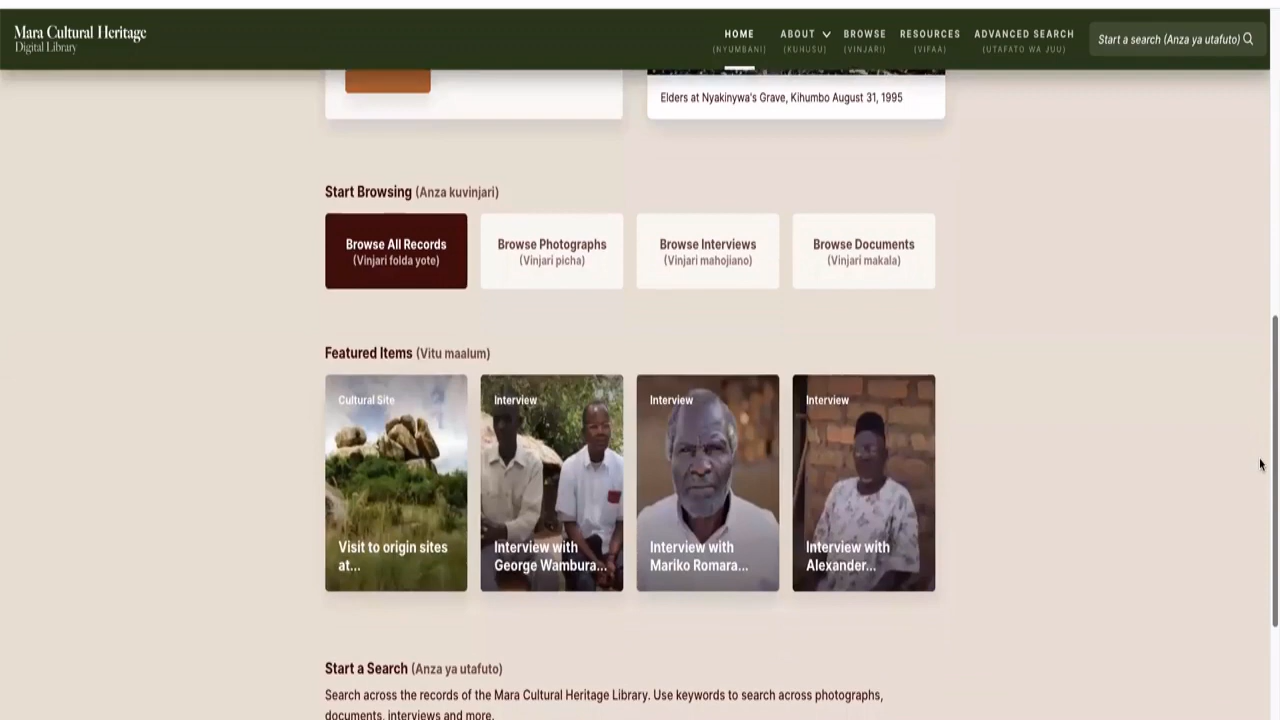 Mara Cultural Heritage
Digital Library
HOME
(NYUMBANI)
ABOUT
(KUHUSU)
BROWSE
(VINJARI)
RESOURCES
(VIFAA)
ADVANCED SEARCH
(UTAFATO WA JUU)
Start a search (Anza ya utafuto)
Elders at Nyakinywa's Grave, Kihumbo August 31, 1995
Start Browsing (Anza kuvinjari)
Browse All Records
(Vinjari folda yote)
Browse Photographs
(Vinjari picha)
Browse Interviews
(Vinjari mahojiano)
Browse Documents
(Vinjari makala)
Featured Items (Vitu maalum)
Cultural Site
Visit to origin sites
at...
Interview
Interview with
George Wambura...
Interview
Interview with
Mariko Romara...
Interview
Interview with
Alexander...
Start a Search (Anza ya utafuto)
Search across the records of the Mara Cultural Heritage Library. Use keywords to search across photographs,
documents, interviews and more.